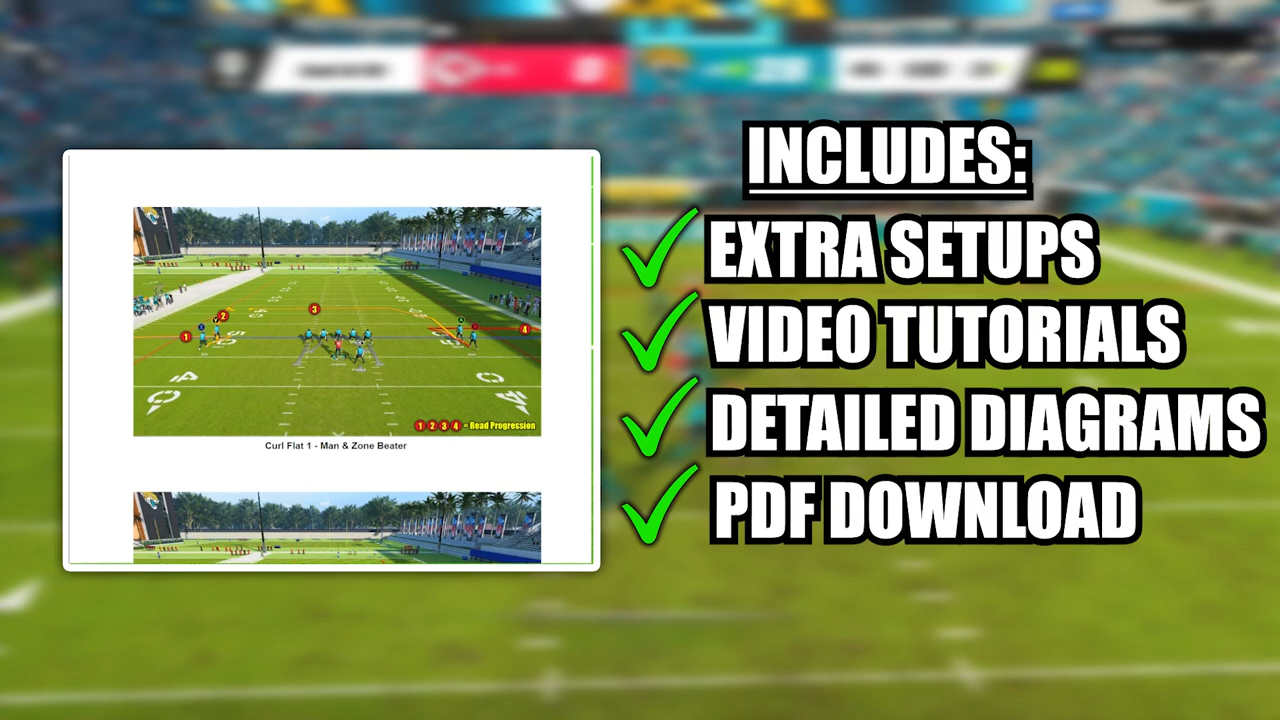 INCLUDES:
EXTRA SETUPS
VIDEO TUTORIALS
DETAILED DIAGRAMS
PDF DOWNLOAD
1
2
3
4
1 2 3 4 - Read Progression
Curl Flat 1 - Man & Zone Beater